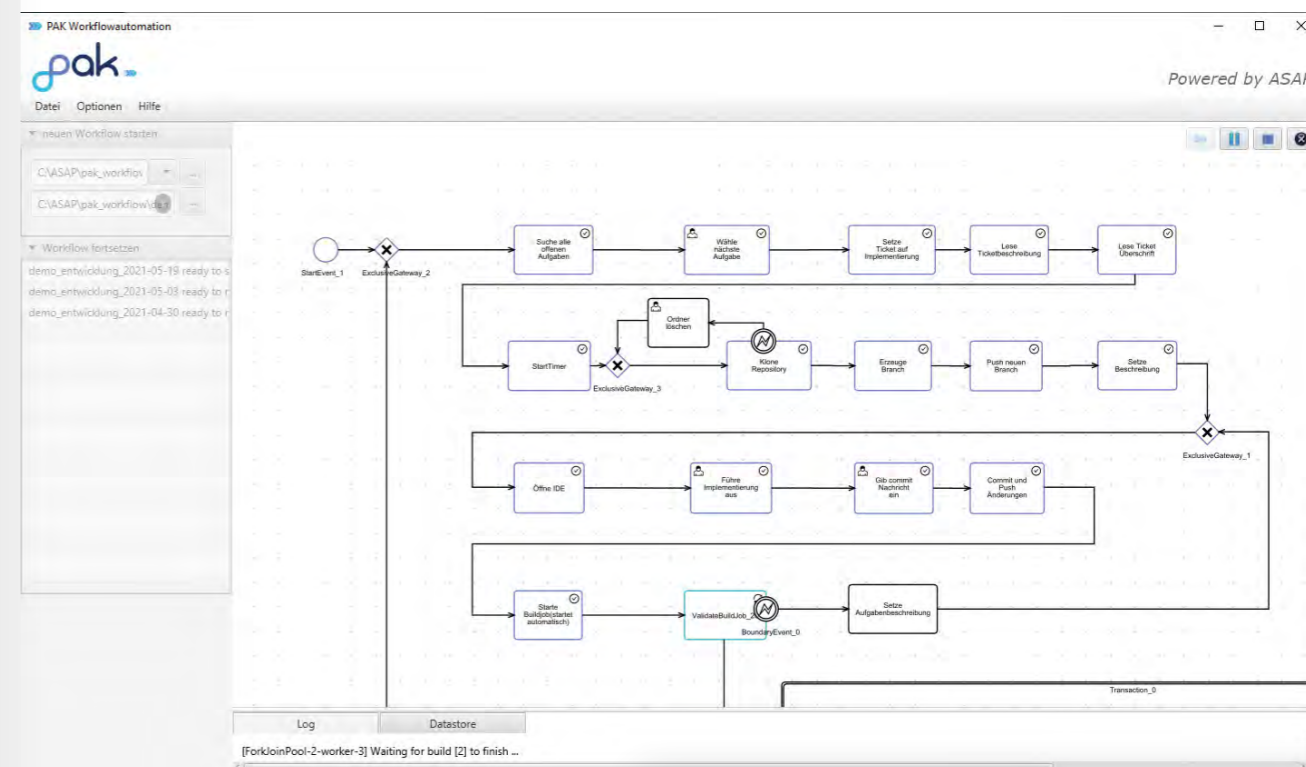 PAK Workflowautomation
pak
Powered by ASAP
Datei Optionen Hilfe
neuen Workflow starten
C:\ASAP\pak_workflow
C:\ASAP\pak_workflow\de
Workflow fortsetzen
demo_entwicklung_2021-05-19 ready to s
demo_entwicklung_2021-05-03 ready to r
demo_entwicklung_2021-04-30 ready to r
StartEvent_1
ExclusiveGateway_2
Suche alle
offenen
Aufgaben
Wähle
nächste
Aufgabe
Setze
Ticket auf
Implementierung
Lese
Ticketbeschreibung
Lese Ticket
Überschrift
Ordner
löschen
StartTimer
ExclusiveGateway_3
Klone
Repository
Erzeuge
Branch
Push neuen
Branch
Setze
Beschreibung
ExclusiveGateway_1
Öffne IDE
Führe
Implementierung
aus
Gib commit
Nachricht
ein
Commit und
Push
Änderungen
Starte
Buildjob(startet
automatisch)
ValidateBuildJob_2
BoundaryEvent_0
Setze
Aufgabenbeschreibung
Transaction_0
Log
Datastore
[ForkJoinPool-2-worker-3] Waiting for build [2] to finish ...